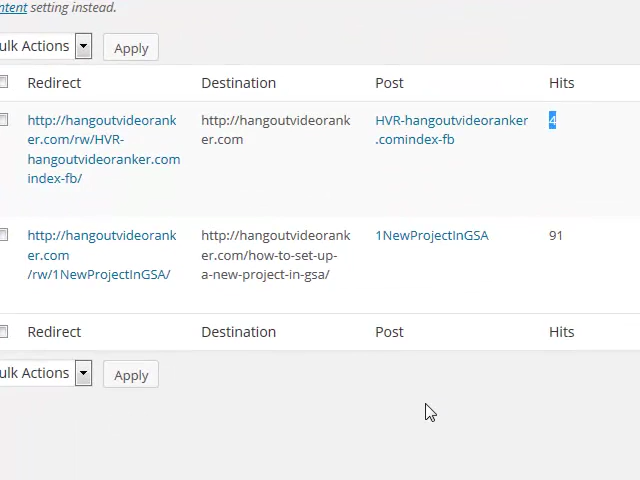 ntent setting instead.
ulk Actions Apply
Redirect Destination Post Hits
http://hangoutvideorank http://hangoutvideorank HVR-hangoutvideoranker 4
er.com/rw/HVR- er.com .comindex-fb
hangoutvideoranker.com
index-fb/
http://hangoutvideorank http://hangoutvideorank 1NewProjectInGSA 91
er.com er.com/how-to-set-up-
/rw/1NewProjectInGSA/ a-new-project-in-gsa/
Redirect Destination Post Hits
ulk Actions Apply